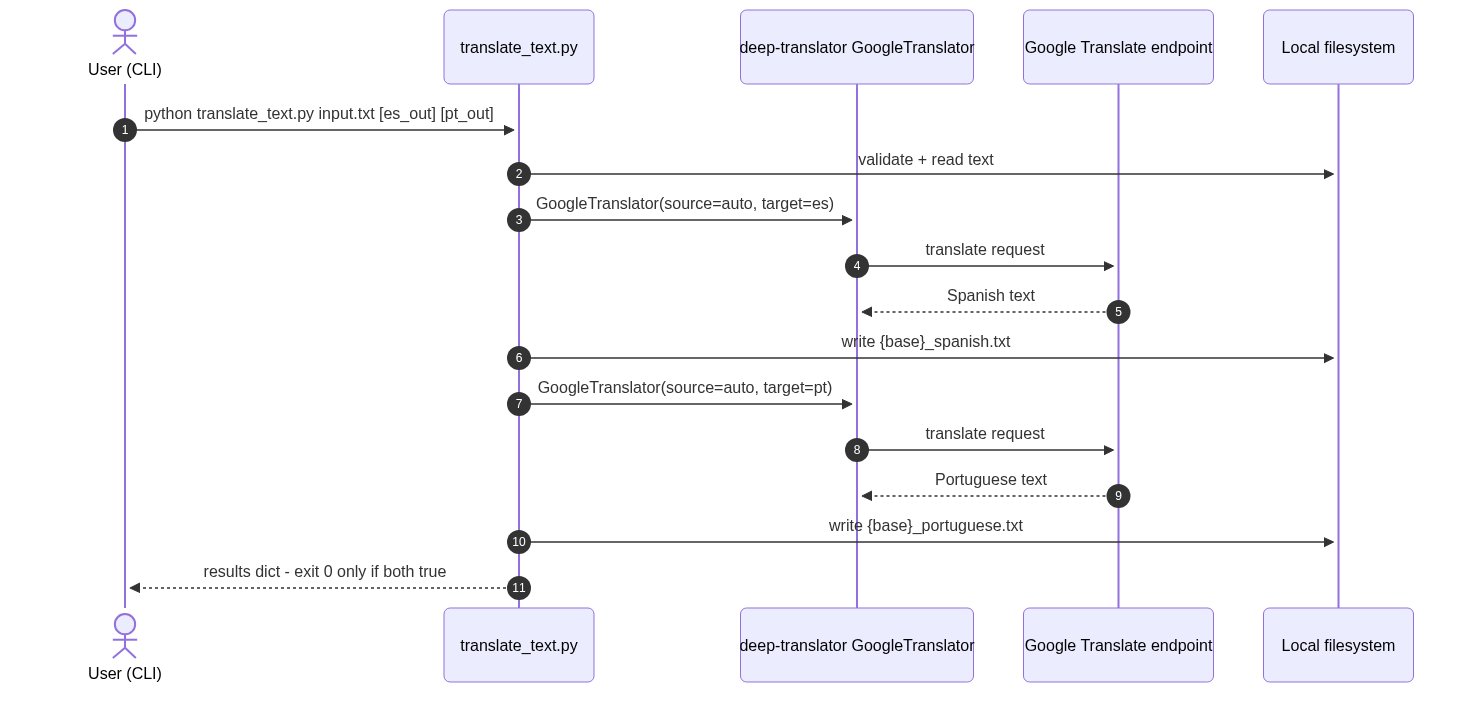 User (CLI)
translate_text.py
deep-translator GoogleTranslator
Google Translate endpoint
Local filesystem
python translate_text.py input.txt [es_out] [pt_out]
1
validate + read text
2
GoogleTranslator(source=auto, target=es)
3
translate request
4
Spanish text
5
write {base}_spanish.txt
6
GoogleTranslator(source=auto, target=pt)
7
translate request
8
Portuguese text
9
write {base}_portuguese.txt
10
results dict - exit 0 only if both true
11
User (CLI)
translate_text.py
deep-translator GoogleTranslator
Google Translate endpoint
Local filesystem